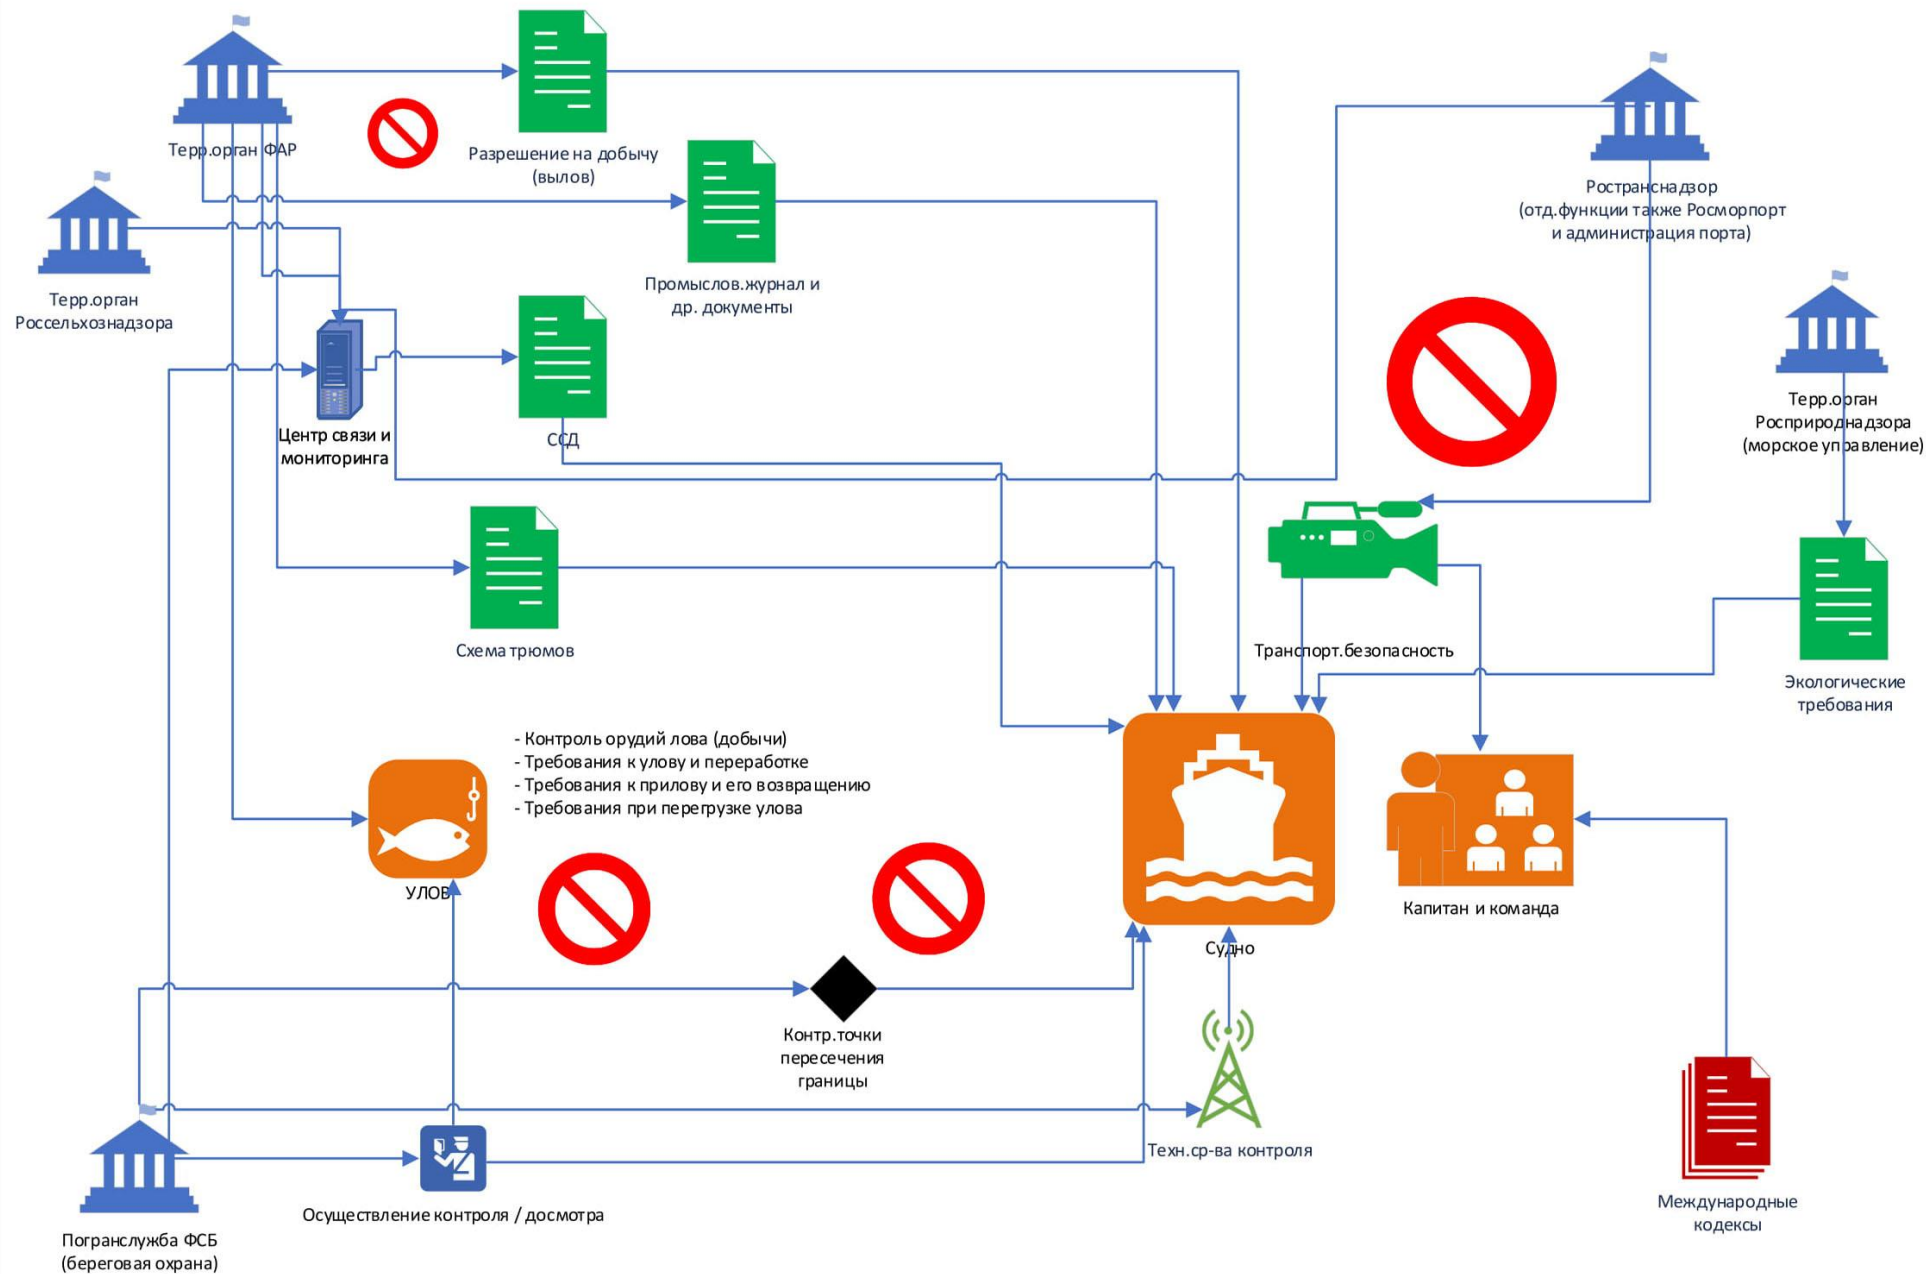 Терр.орган ФАР
Разрешение на добычу
(вылов)
Ространснадзор
(отд.функции также Росморпорт
и администрация порта)
Терр.орган
Россельхознадзора
Промыслов.журнал и
др. документы
Центр связи и
мониторинга
ССД
Терр.орган
Росприроднадзора
(морское управление)
Схема трюмов
Транспорт.безопасность
Экологические
требования
- Контроль орудий лова (добычи)
- Требования к улову и переработке
- Требования к прилову и его возвращению
- Требования при перегрузке улова
УЛОВ
Судно
Капитан и команда
Контр.точки
пересечения
границы
Техн.ср-ва контроля
Осуществление контроля / досмотра
Международные
кодексы
Погранслужба ФСБ
(береговая охрана)